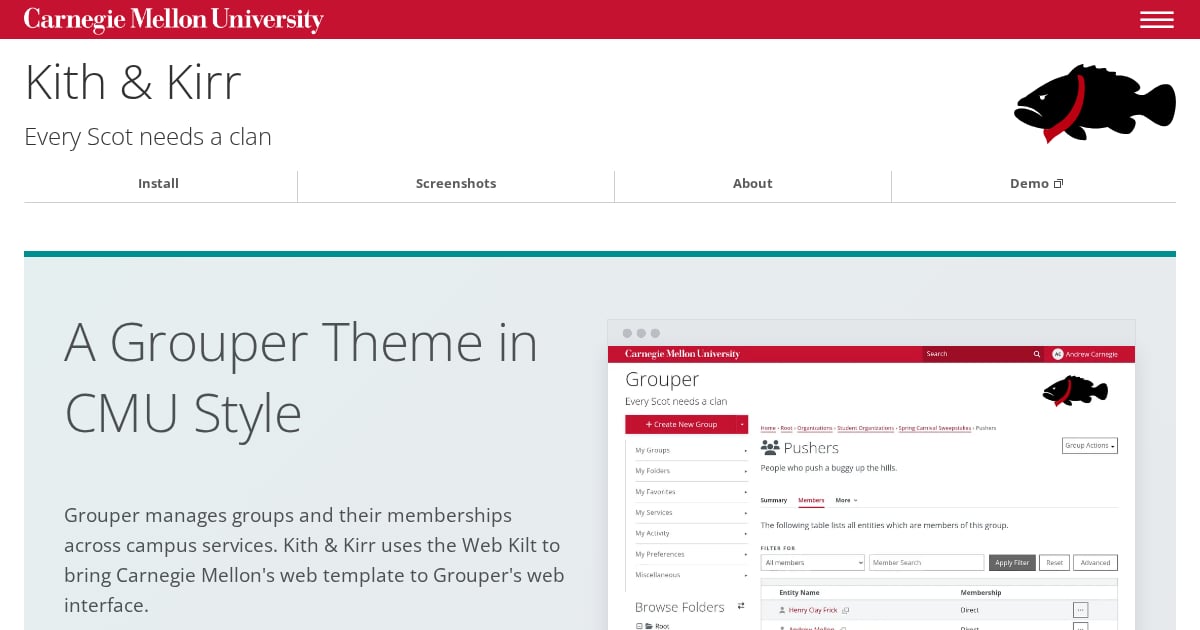 Carnegie Mellon University
Kith & Kirr
Every Scot needs a clan
Install
Screenshots
About
Demo
A Grouper Theme in
CMU Style
Grouper manages groups and their memberships
across campus services. Kith & Kirr uses the Web Kilt to
bring Carnegie Mellon's web template to Grouper's web
interface.
Carnegie Mellon University
Search
AC
Andrew Carnegie
Grouper
Every Scot needs a clan
+ Create New Group
My Groups
My Folders
My Favorites
My Services
My Activity
My Preferences
Miscellaneous
Browse Folders
Root
Home › Root › Organizations › Student Organizations › Spring Carnival Sweepstakes › Pushers
Pushers
Group Actions
People who push a buggy up the hills.
Summary
Members
More
The following table lists all entities which are members of this group.
FILTER FOR
All members
Member Search
Apply Filter
Reset
Advanced
Entity Name
Membership
Henry Clay Frick
Direct
...
Andrew Mellon
Direct